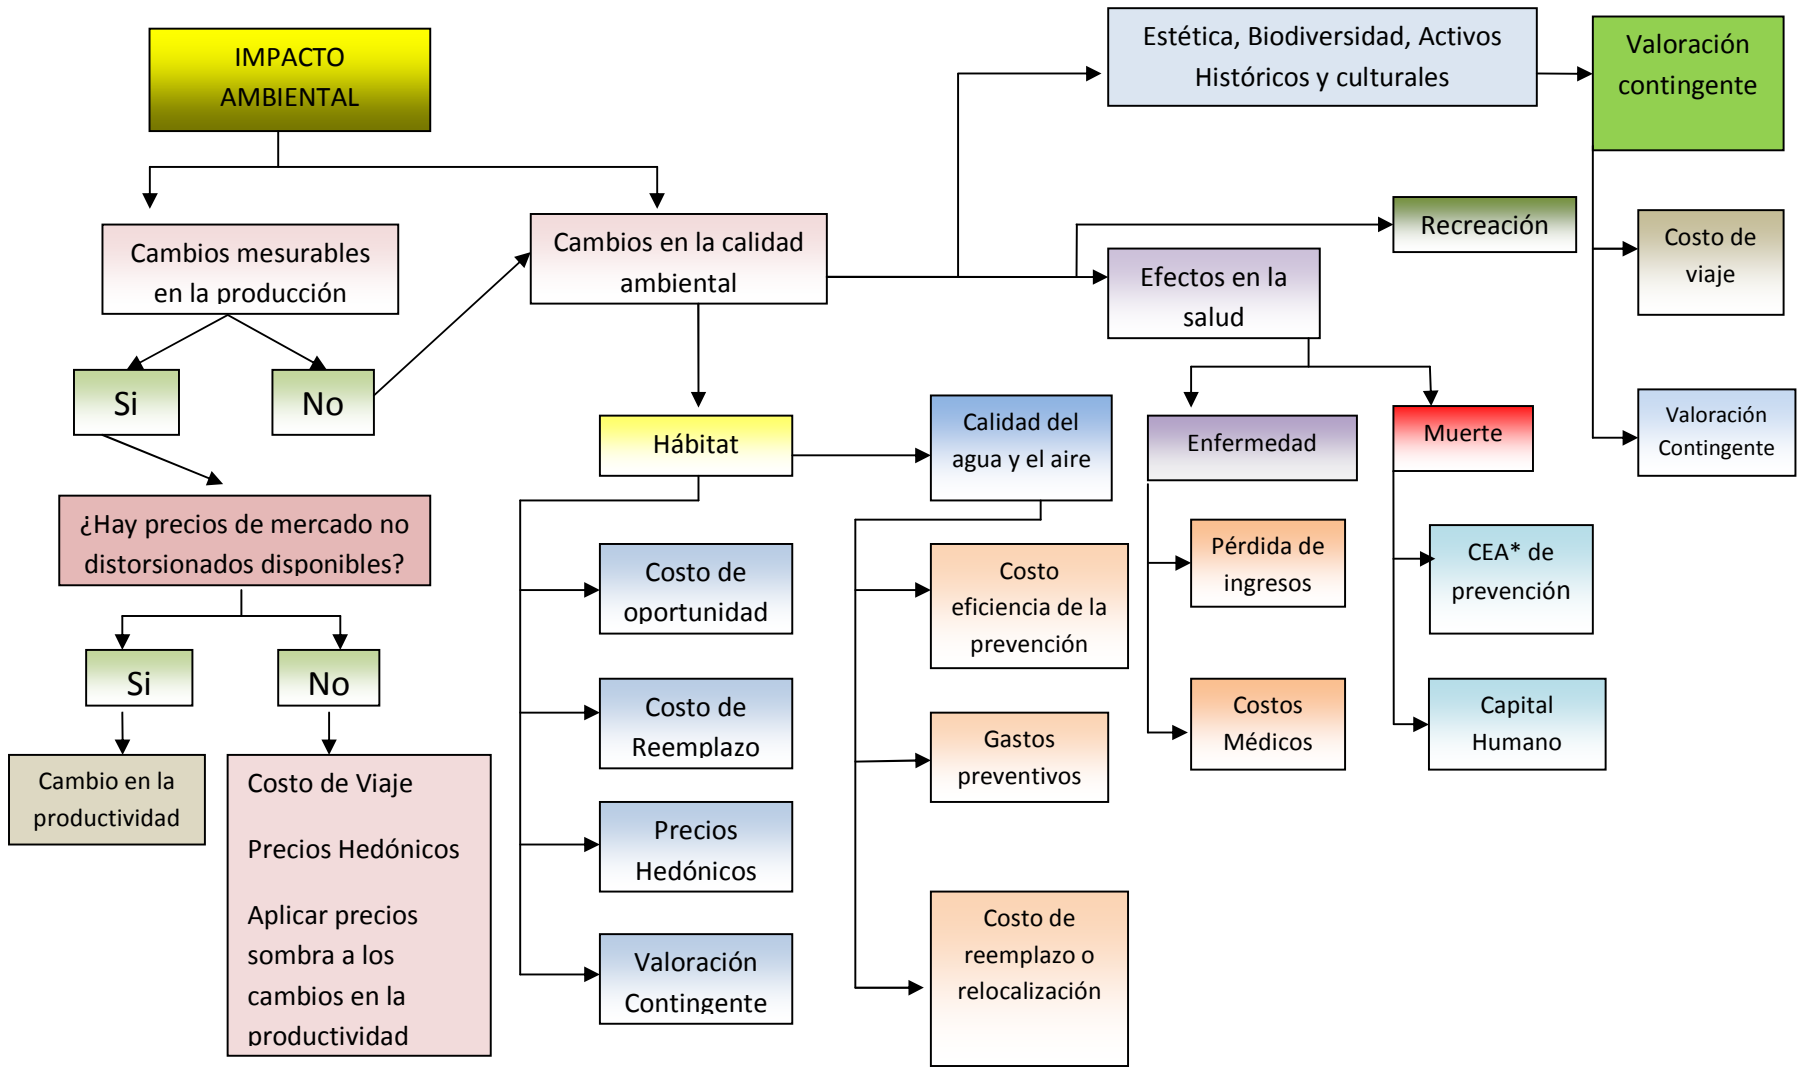 IMPACTO
AMBIENTAL
Estética, Biodiversidad, Activos
Históricos y culturales
Valoración
contingente
Cambios mesurables
en la producción
Cambios en la calidad
ambiental
Recreación
Efectos en la
salud
Costo de
viaje
Si
No
Hábitat
Calidad del
agua y el aire
Enfermedad
Muerte
Valoración
Contingente
¿Hay precios de mercado no
distorsionados disponibles?
Costo de
oportunidad
Costo
eficiencia de la
prevención
Pérdida de
ingresos
CEA* de
prevención
Si
No
Costo de
Reemplazo
Gastos
preventivos
Costos
Médicos
Capital
Humano
Cambio en la
productividad
Costo de Viaje
Precios Hedónicos
Aplicar precios
sombra a los
cambios en la
productividad
Precios
Hedónicos
Valoración
Contingente
Costo de
reemplazo o
relocalización